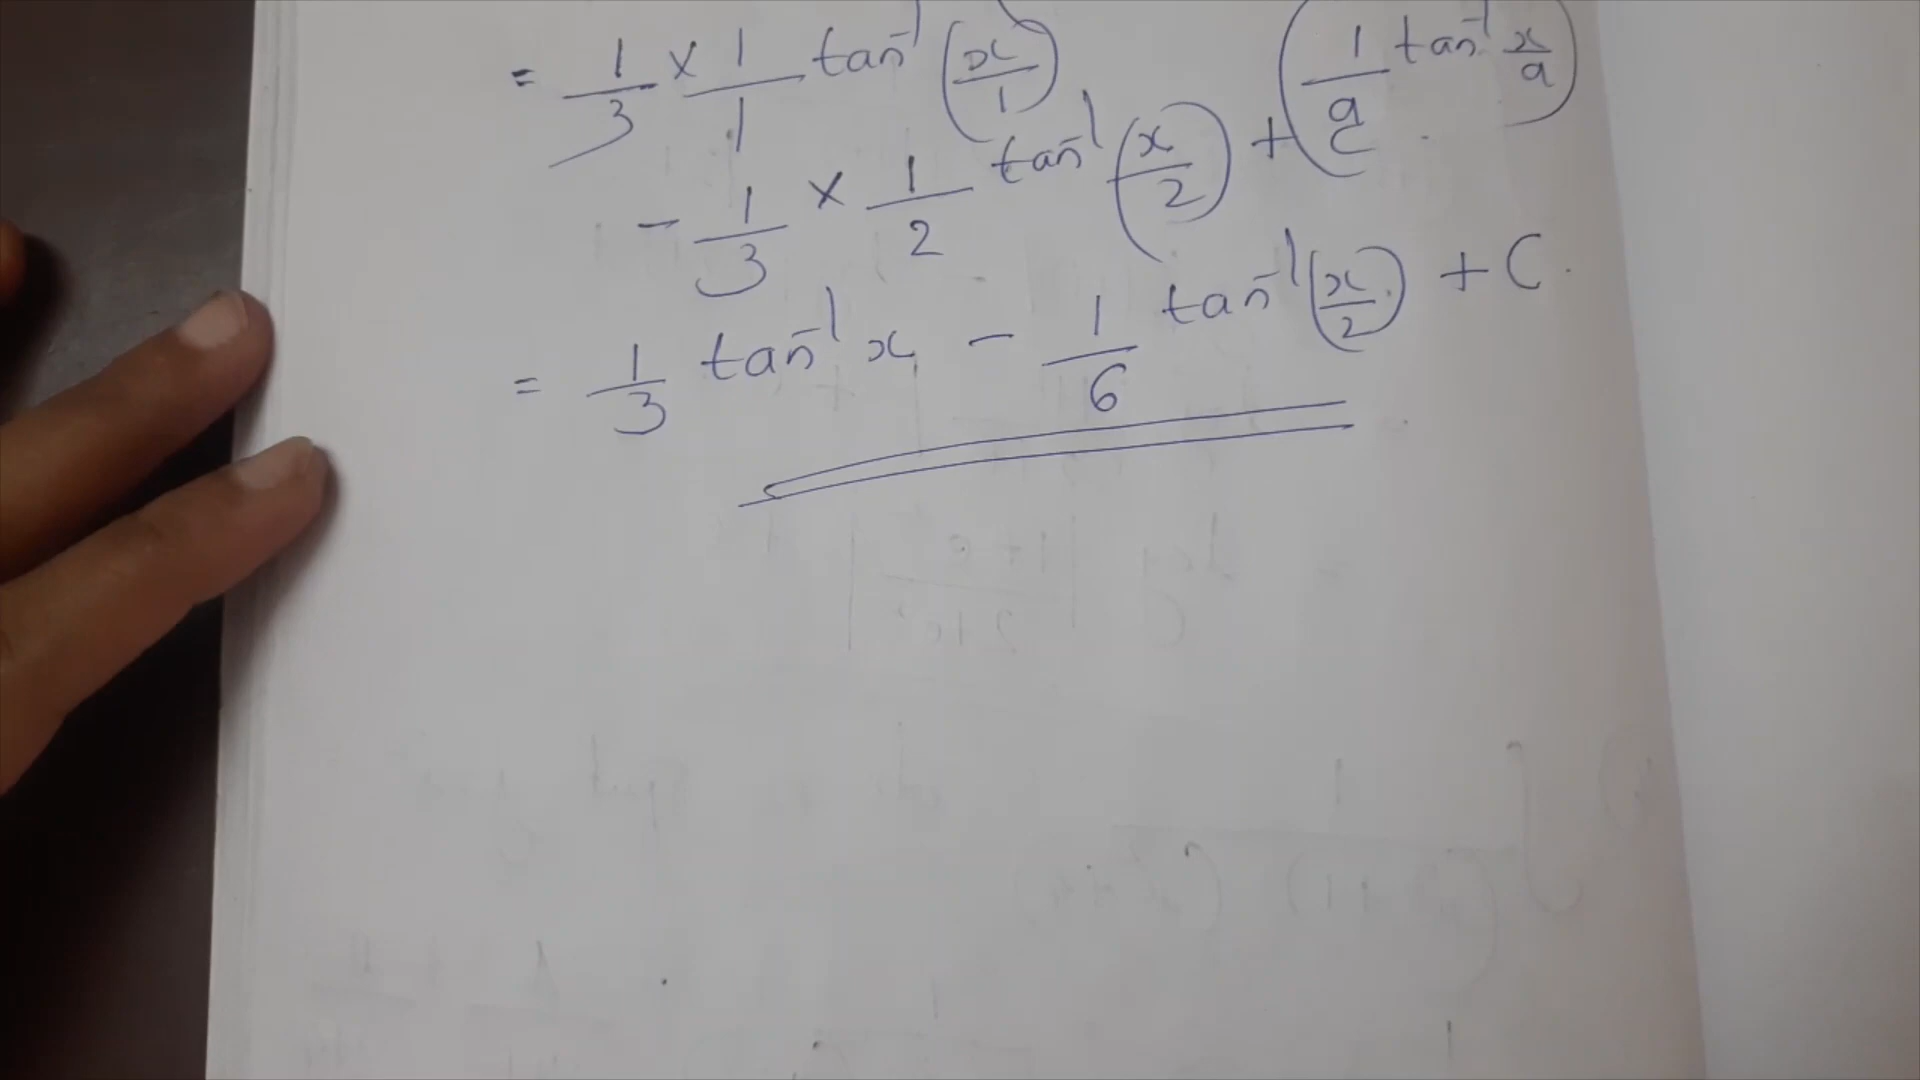 = 1/3 × 1/1 tan⁻¹(x/1) (1/a tan⁻¹ x/a)
- 1/3 × 1/2 tan⁻¹(x/2) + C.
= 1/3 tan⁻¹ x - 1/6 tan⁻¹(x/2) + C.